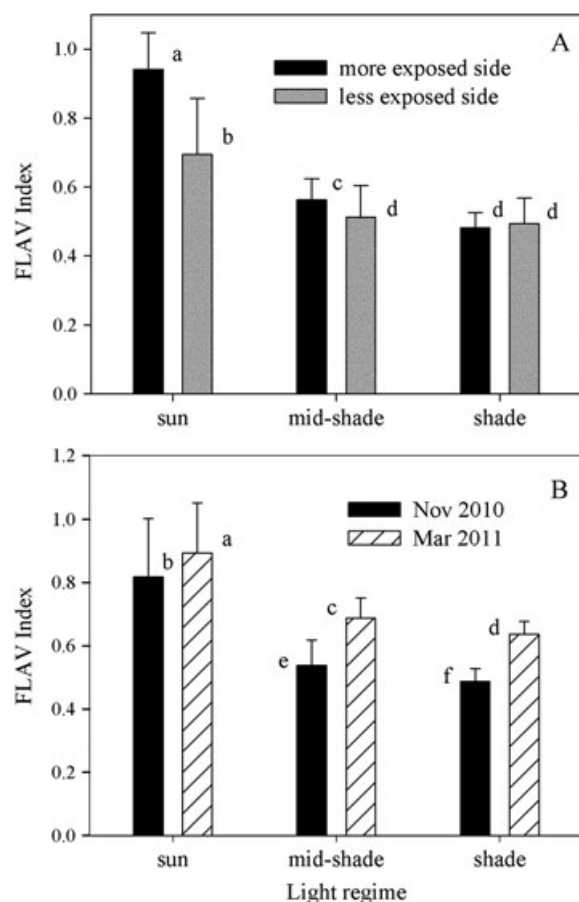 A
more exposed side
less exposed side
FLAV Index
1.0
0.8
0.6
0.4
0.2
0.0
a
b
c
d
d
d
sun
mid-shade
shade
B
Nov 2010
Mar 2011
FLAV Index
1.2
1.0
0.8
0.6
0.4
0.2
0.0
b
a
e
c
f
d
sun
mid-shade
shade
Light regime